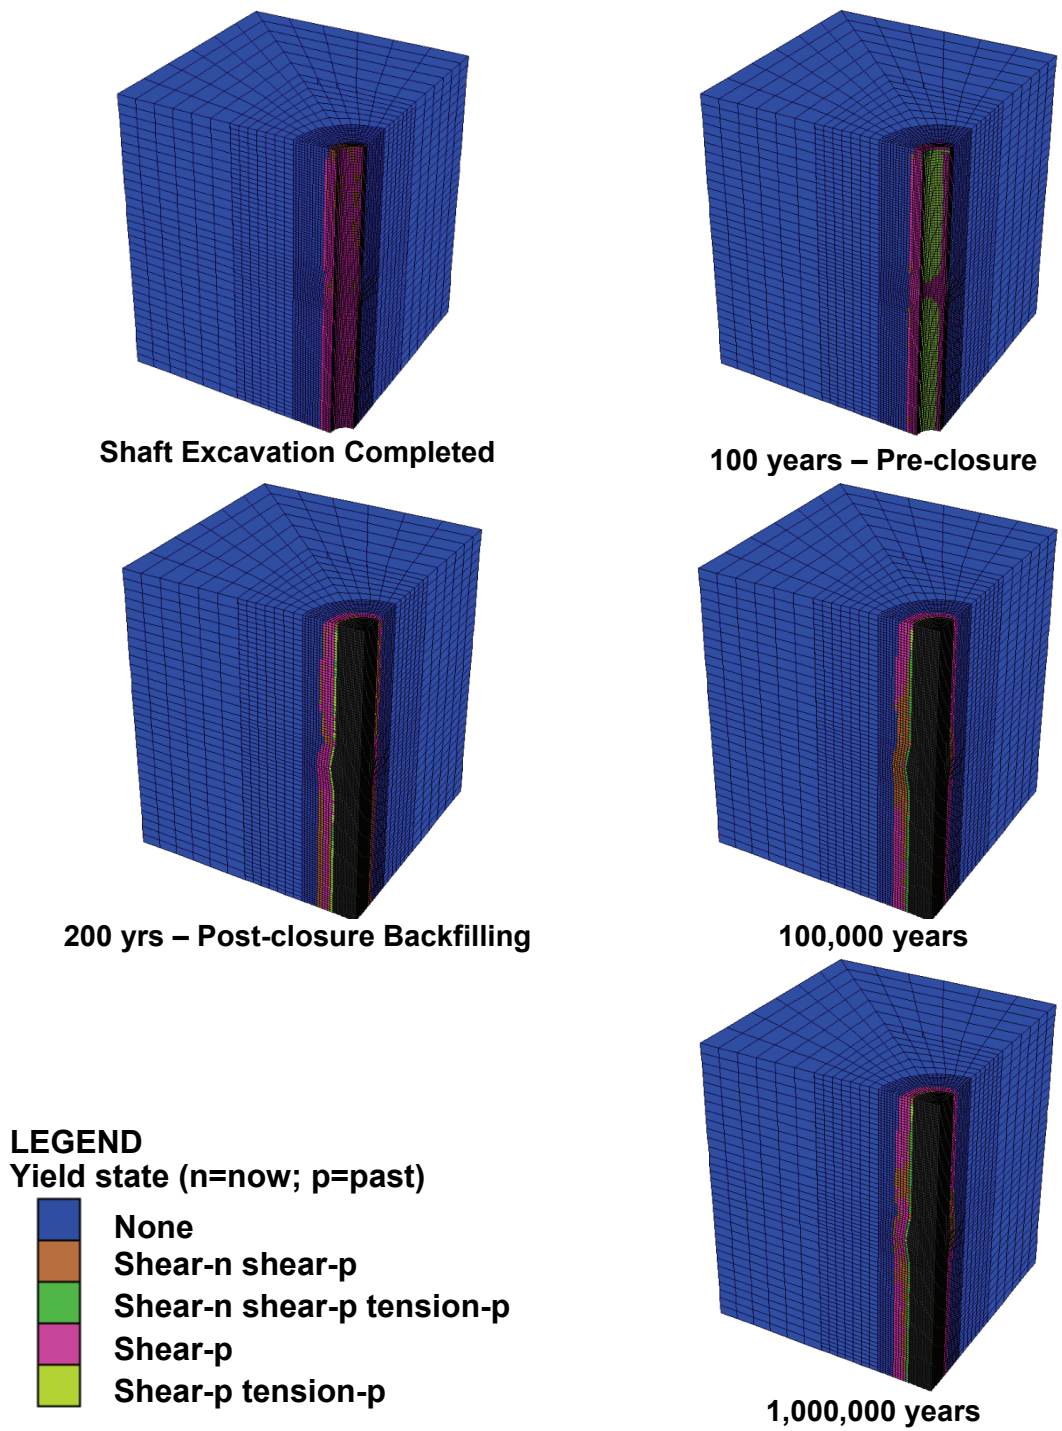 Shaft Excavation Completed
100 years – Pre-closure
200 yrs – Post-closure Backfilling
100,000 years
1,000,000 years
LEGEND
Yield state (n=now; p=past)
None
Shear-n shear-p
Shear-n shear-p tension-p
Shear-p
Shear-p tension-p